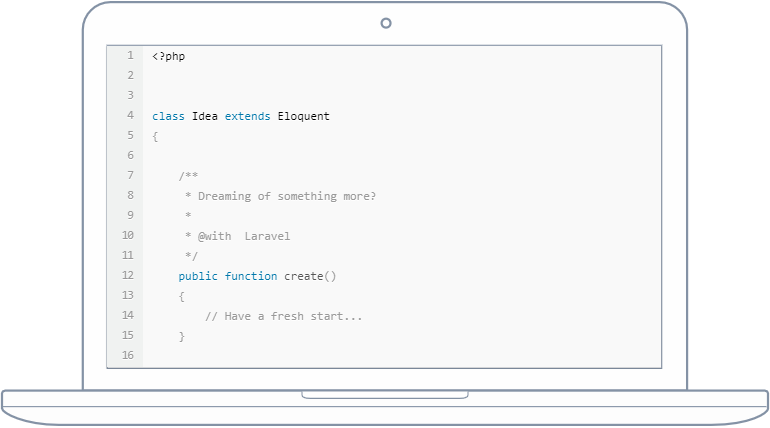 1 <?php
2
3
4 class Idea extends Eloquent
5 {
6
7 /**
8 * Dreaming of something more?
9 *
10 * @with  Laravel
11 */
12 public function create()
13 {
14 // Have a fresh start...
15 }
16